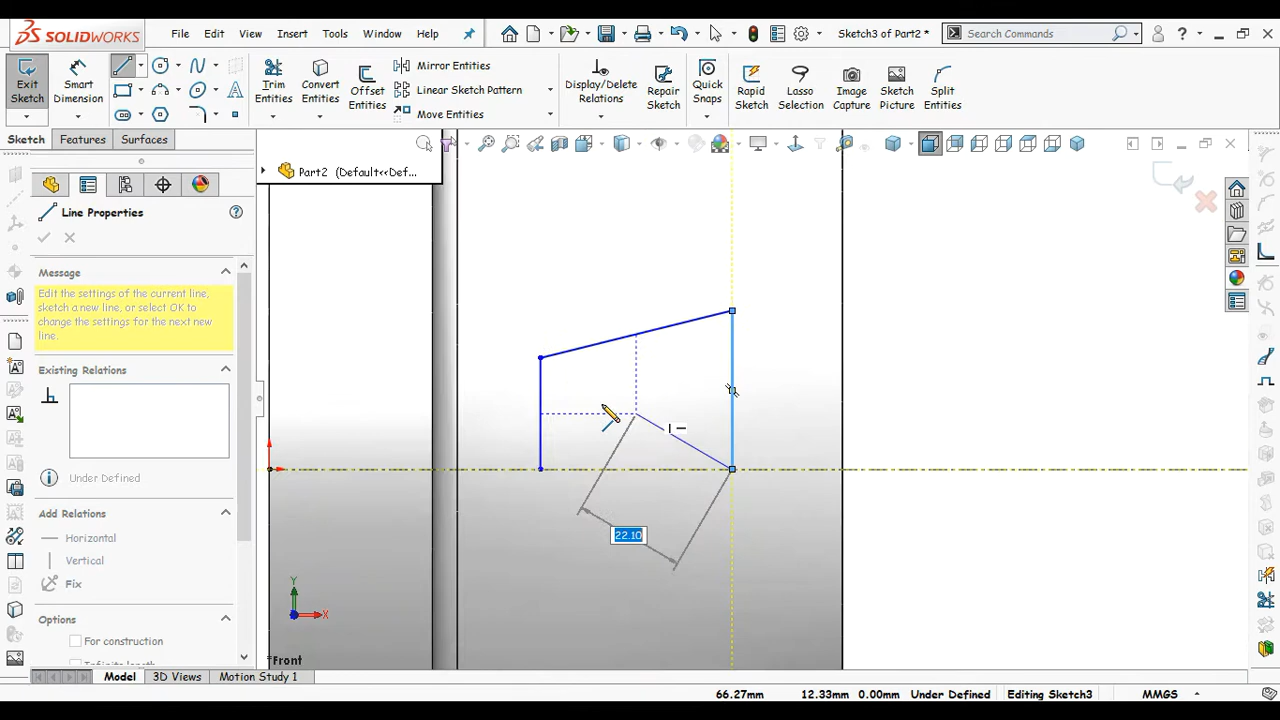 SOLIDWORKS
File Edit View Insert Tools Window Help
Sketch3 of Part2 *
Search Commands
?
Exit Sketch
Smart Dimension
Trim Entities
Convert Entities
Offset Entities
Mirror Entities
Linear Sketch Pattern
Move Entities
Display/Delete Relations
Repair Sketch
Quick Snaps
Rapid Sketch
Lasso Selection
Image Capture
Sketch Picture
Split Entities
Sketch Features Surfaces
Part2 (Default<<Def...
Line Properties
Message
Edit the settings of the current line,
sketch a new line, or select OK to
change the settings for the next new
line.
Existing Relations
Under Defined
Add Relations
Horizontal
Vertical
Fix
Options
For construction
Infinite length
22.10
Y
X
*Front
Model 3D Views Motion Study 1
66.27mm 12.33mm 0.00mm Under Defined Editing Sketch3 MMGS